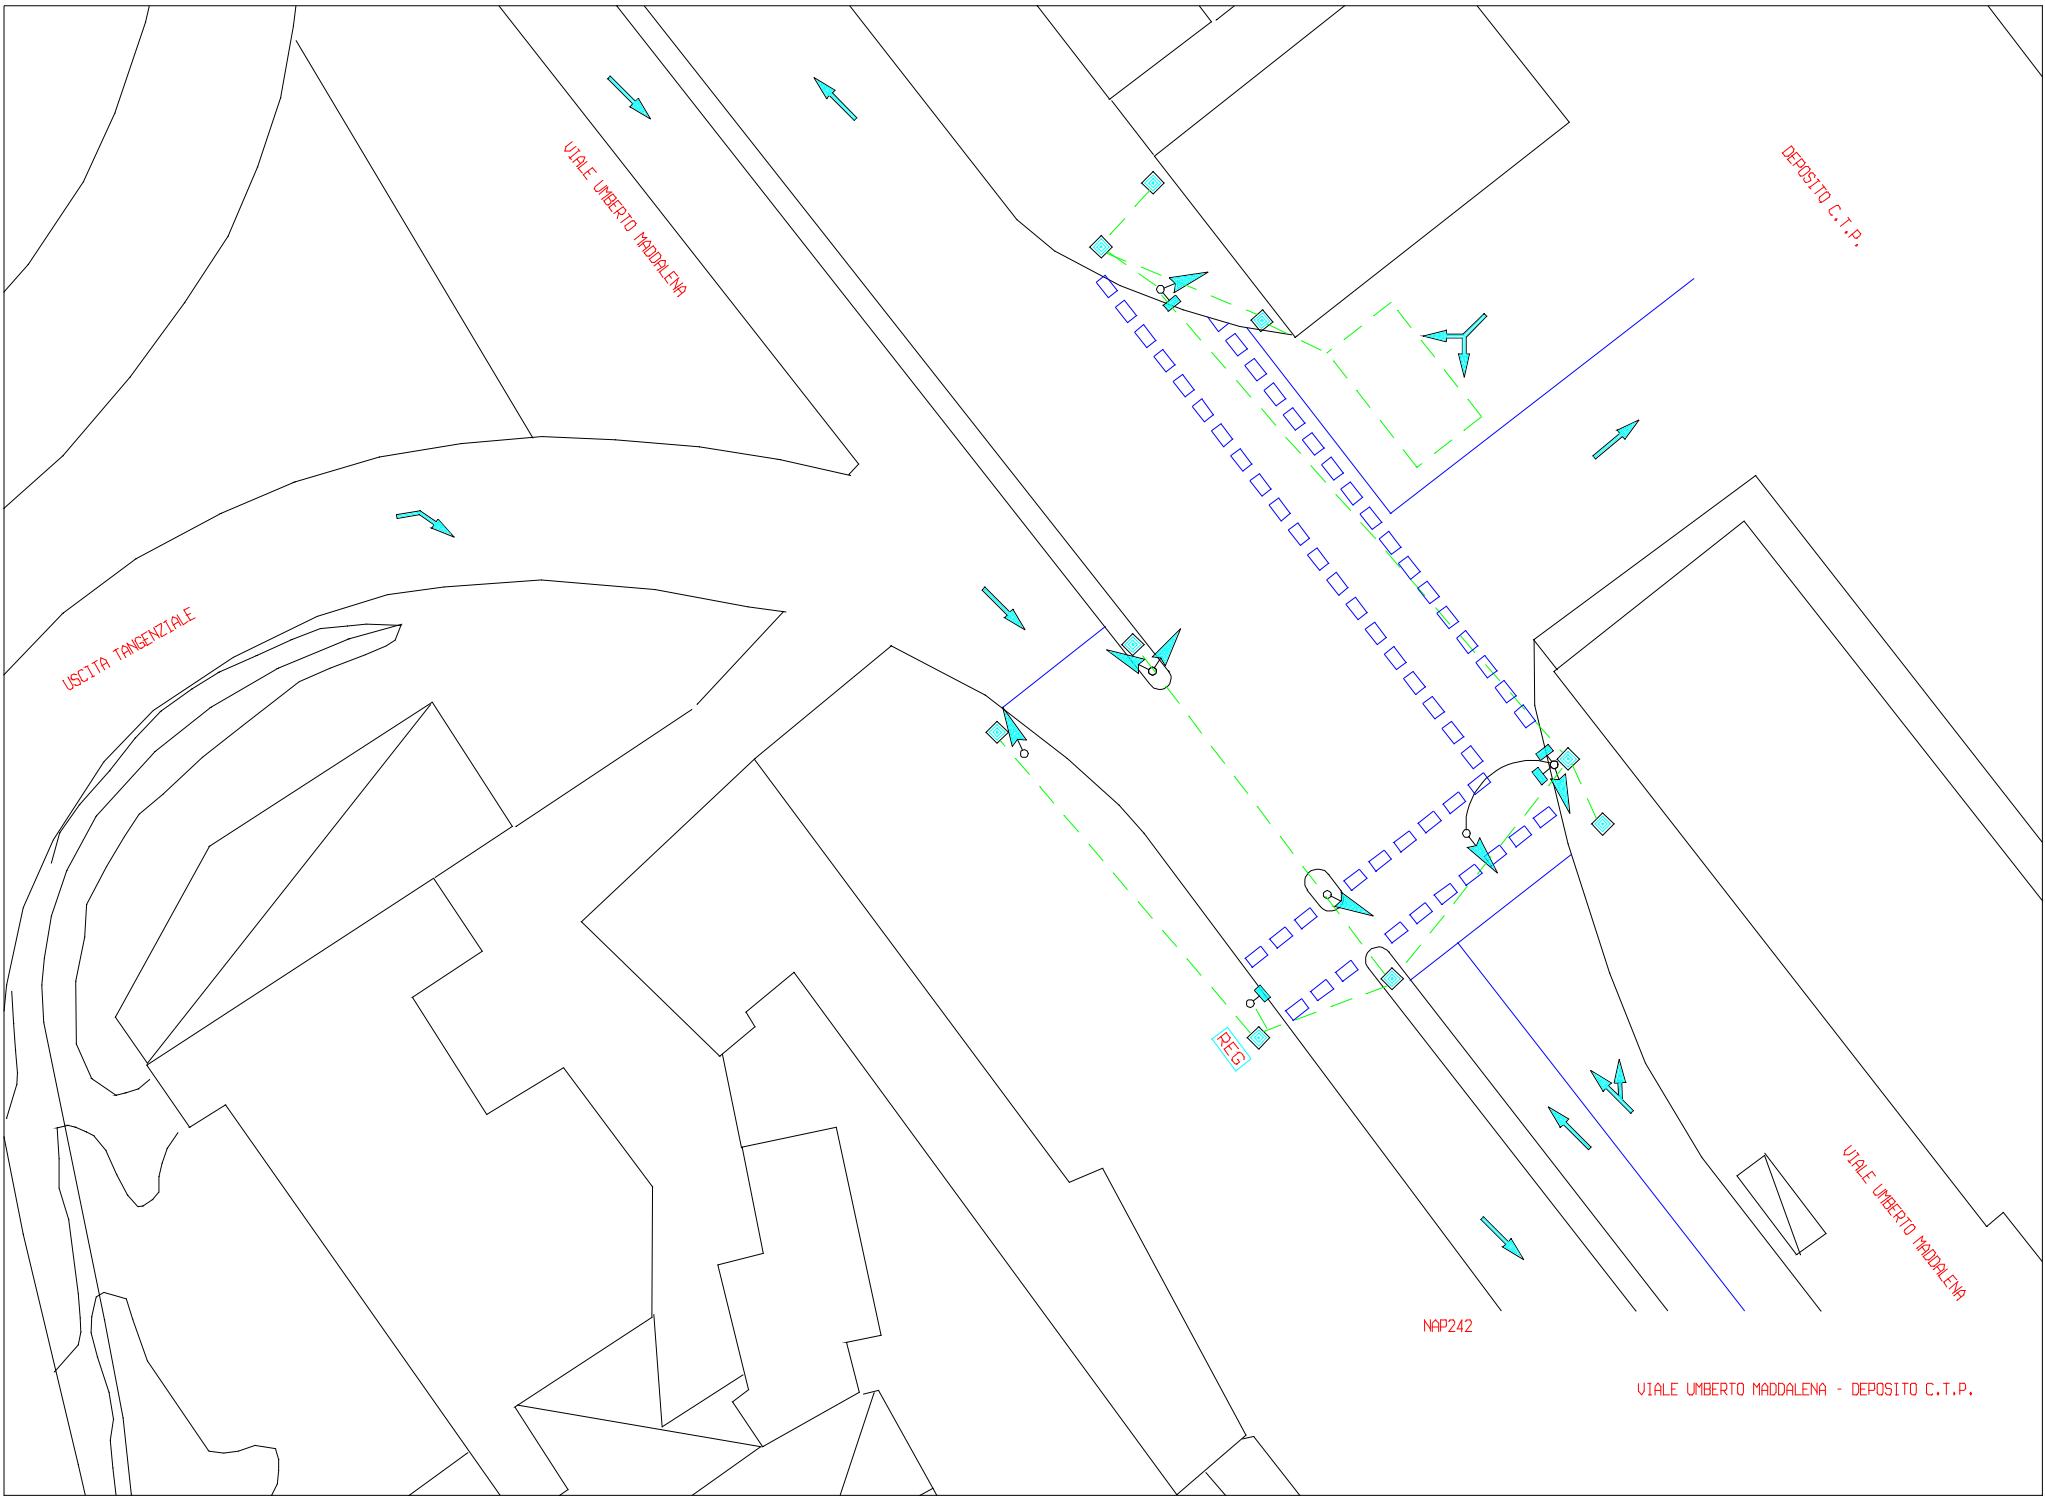 VIALE UMBERTO MADDALENA
DEPOSITO C.T.P.
USCITA TANGENZIALE
REG
VIALE UMBERTO MADDALENA
NAP242
VIALE UMBERTO MADDALENA - DEPOSITO C.T.P.